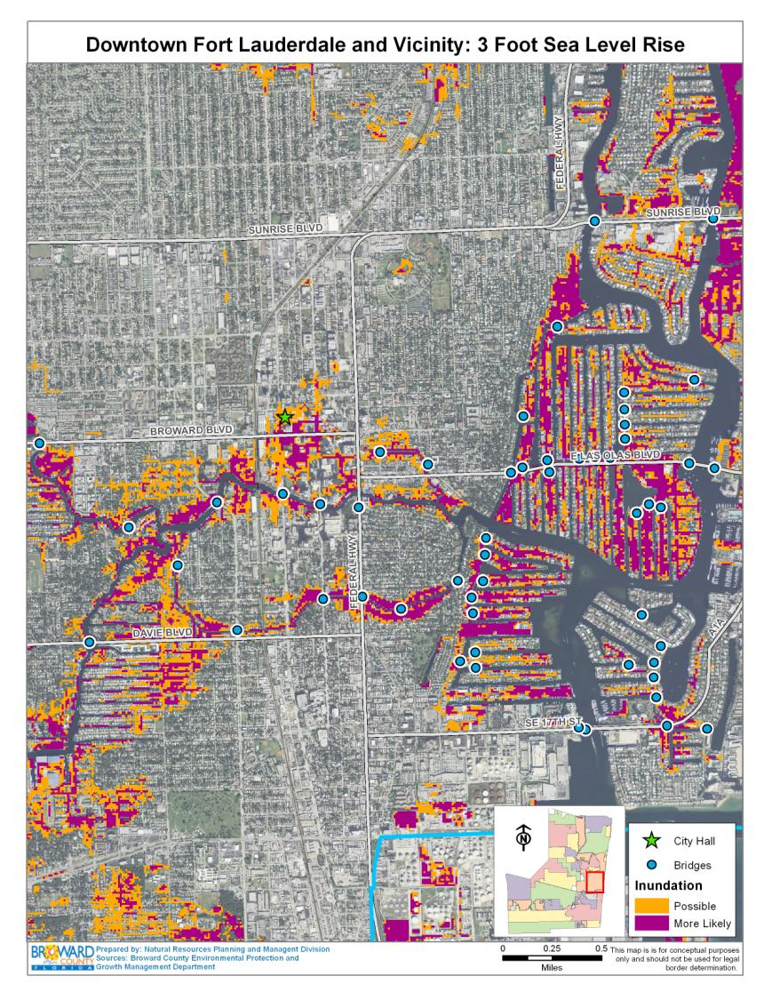 Downtown Fort Lauderdale and Vicinity: 3 Foot Sea Level Rise
FEDERAL HWY
SUNRISE BLVD
SUNRISE BLVD
BROWARD BLVD
E LAS OLAS BLVD
FEDERAL HWY
DAVIE BLVD
A1A
SE 17TH ST
N
City Hall
Bridges
Inundation
Possible
More Likely
BROWARD
COUNTY
FLORIDA
Prepared by: Natural Resources Planning and Managent Division
Sources: Broward County Environmental Protection and
Growth Management Department
0 0.25 0.5
Miles
This map is is for conceptual purposes
only and should not be used for legal
border determination.